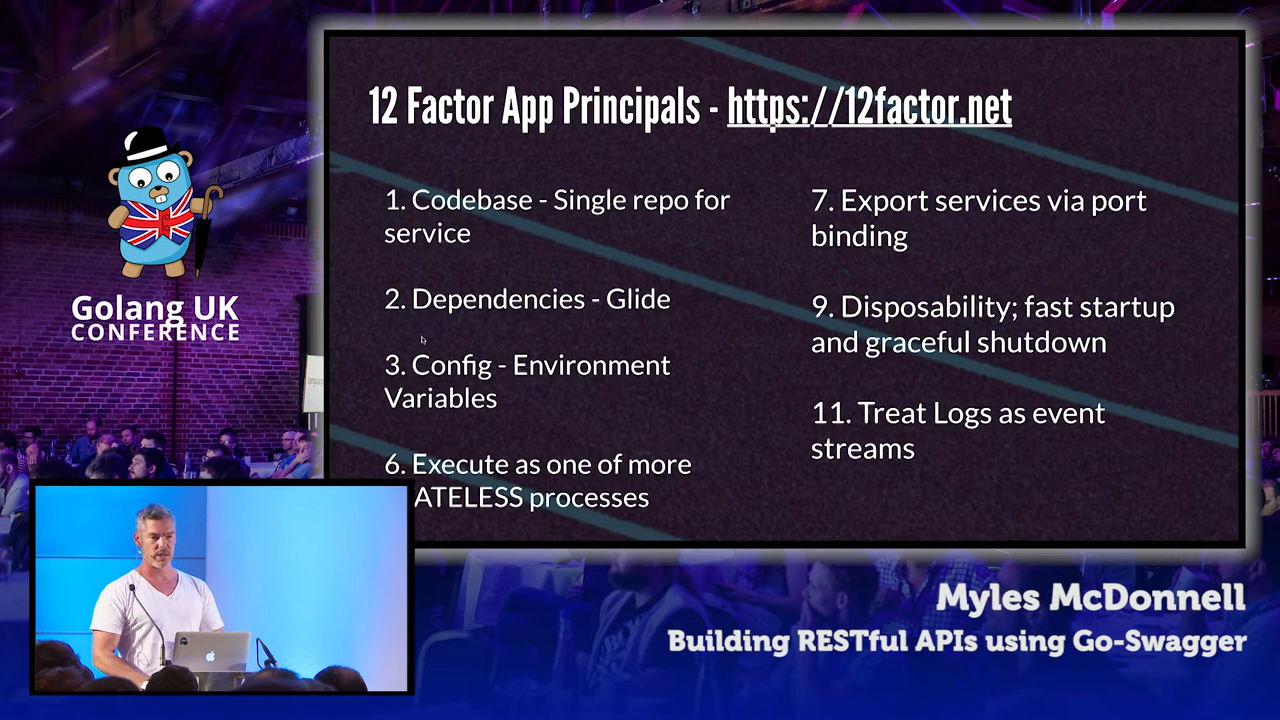 12 Factor App Principals - https://12factor.net
1. Codebase - Single repo for
service
2. Dependencies - Glide
3. Config - Environment
Variables
6. Execute as one of more
ATELESS processes
7. Export services via port
binding
9. Disposability; fast startup
and graceful shutdown
11. Treat Logs as event
streams
Golang UK
CONFERENCE
Myles McDonnell
Building RESTful APIs using Go-Swagger